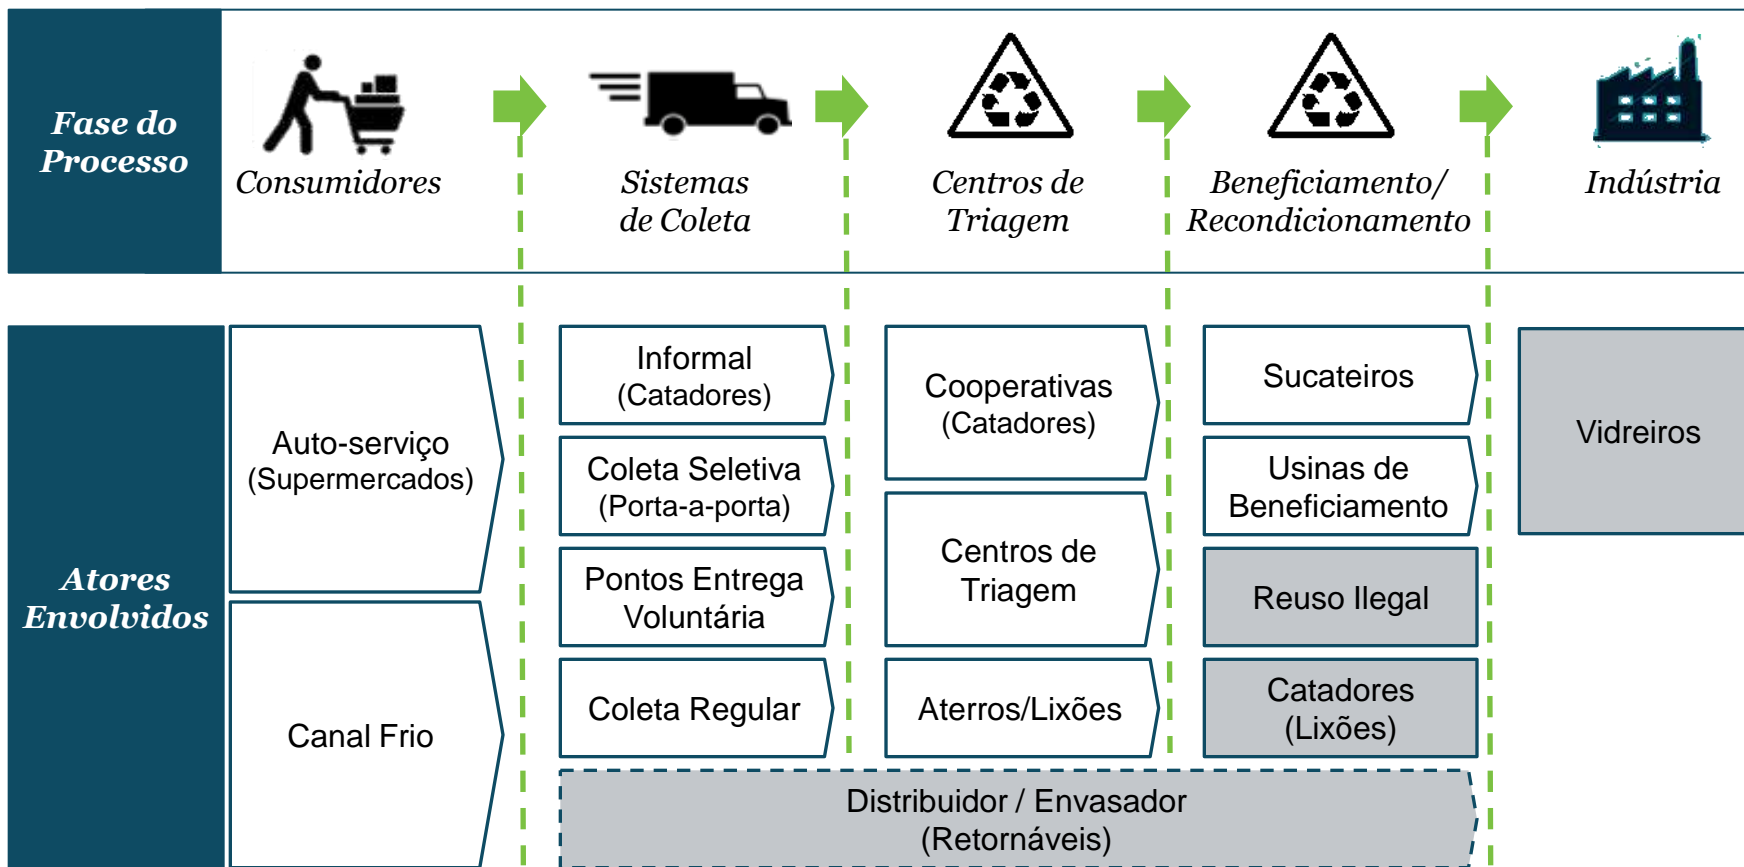 Fase do
Processo
Consumidores
Sistemas
de Coleta
Centros de
Triagem
Beneficiamento/
Recondicionamento
Indústria
Atores
Envolvidos
Auto-serviço
(Supermercados)
Canal Frio
Informal
(Catadores)
Coleta Seletiva
(Porta-a-porta)
Pontos Entrega
Voluntária
Coleta Regular
Cooperativas
(Catadores)
Centros de
Triagem
Aterros/Lixões
Sucateiros
Usinas de
Beneficiamento
Reuso Ilegal
Catadores
(Lixões)
Vidreiros
Distribuidor / Envasador
(Retornáveis)